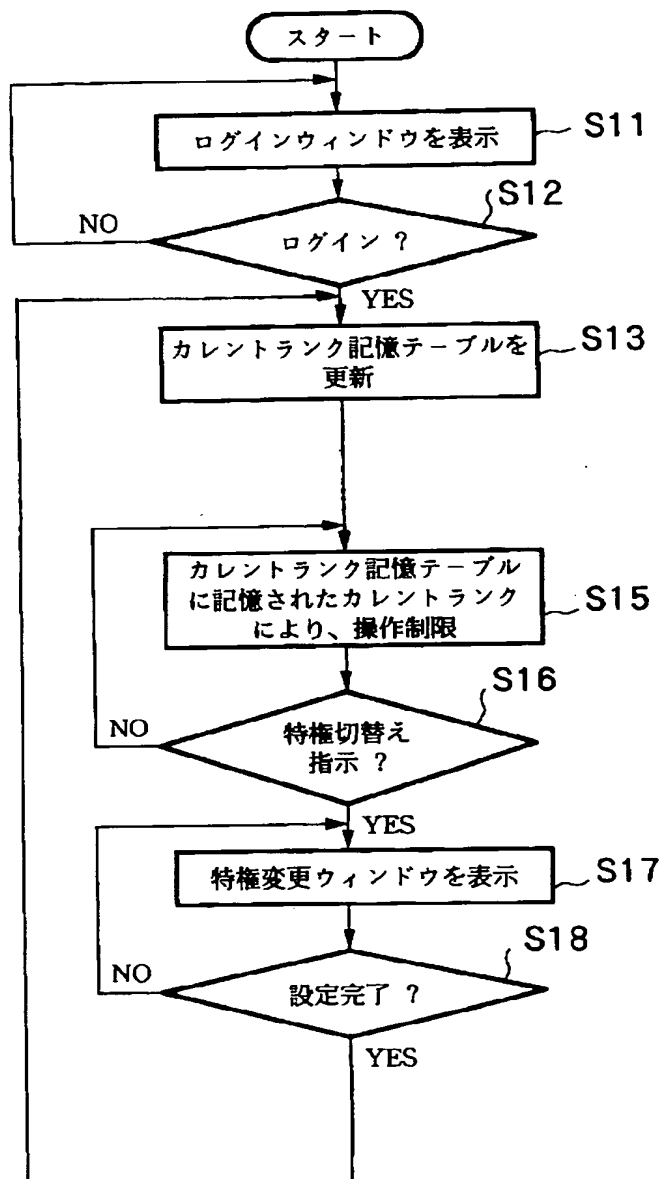 スタート
ログインウィンドウを表示
S11
S12
NO
ログイン ?
YES
カレントランク記憶テーブルを
更新
S13
カレントランク記憶テーブル
に記憶されたカレントランク
により、操作制限
S15
S16
NO
特権切替え
指示 ?
YES
特権変更ウィンドウを表示
S17
S18
NO
設定完了 ?
YES